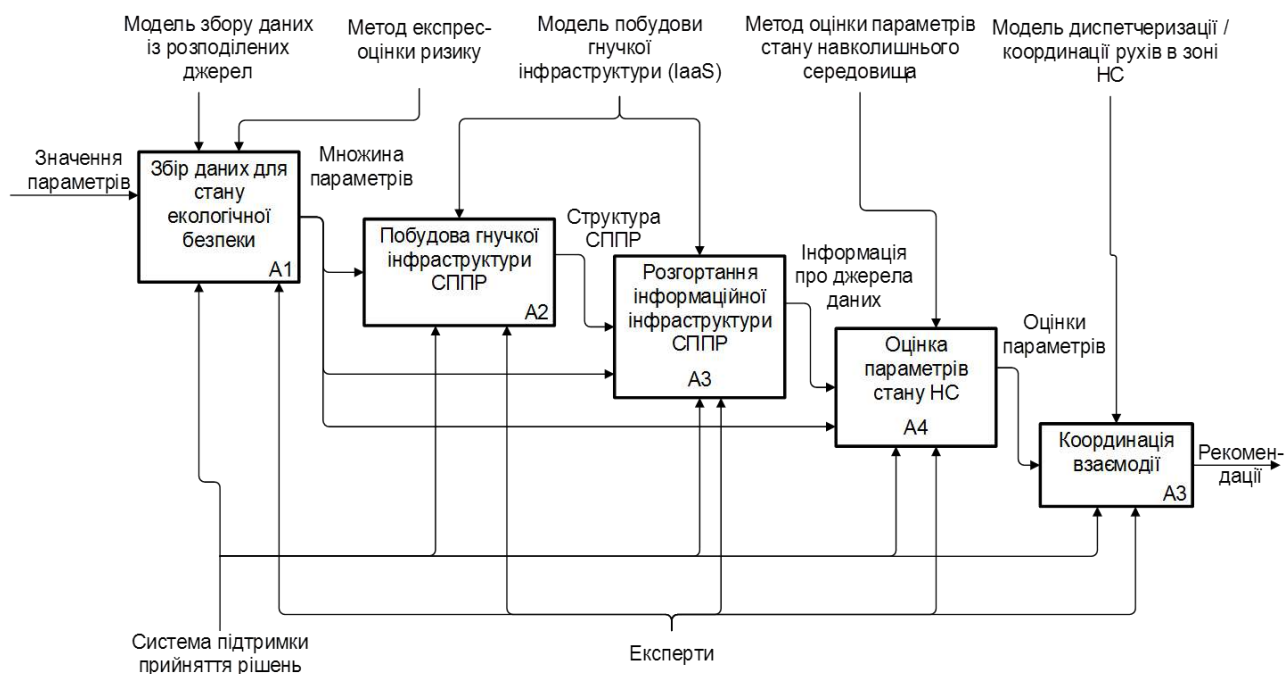 Модель збору даних
із розподілених
джерел
Метод експрес-
оцінки ризику
Модель побудови
гнучкої
інфраструктури (IaaS)
Метод оцінки параметрів
стану навколишнього
середовища
Модель диспетчеризації /
координації рухів в зоні
НС
Значення
параметрів
Збір даних для
стану
екологічної
безпеки
A1
Множина
параметрів
Побудова гнучкої
інфраструктури
СППР
A2
Структура
СППР
Розгортання
інформаційної
інфраструктури
СППР
A3
Інформація
про джерела
даних
Оцінка
параметрів
стану НС
A4
Оцінки
параметрів
Координація
взаємодії
A3
Рекомен-
дації
Система підтримки
прийняття рішень
Експерти